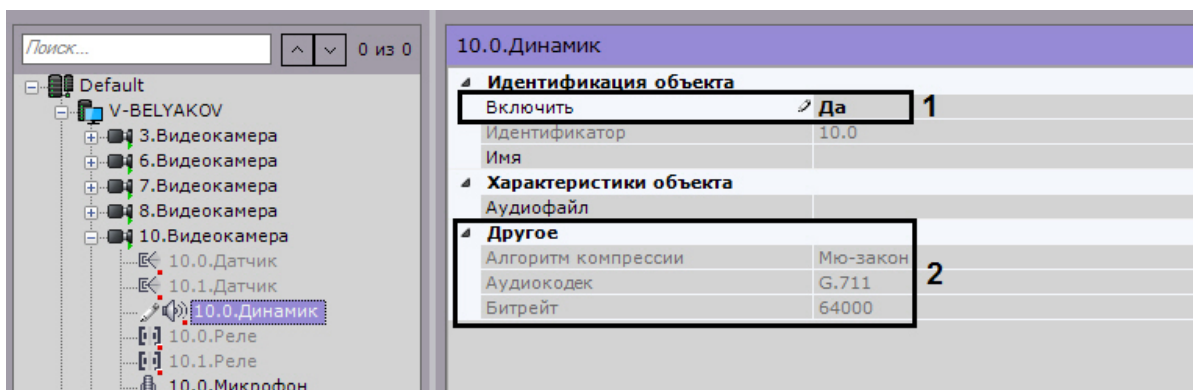 Поиск... 0 из 0
Default
V-BELYAKOV
3.Видеокамера
6.Видеокамера
7.Видеокамера
8.Видеокамера
10.Видеокамера
10.0.Датчик
10.1.Датчик
10.0.Динамик
10.0.Реле
10.1.Реле
10.0.Микрофон
10.0.Динамик
Идентификация объекта
Включить Да 1
Идентификатор 10.0
Имя
Характеристики объекта
Аудиофайл
Другое
Алгоритм компрессии Мю-закон
Аудиокодек G.711 2
Битрейт 64000